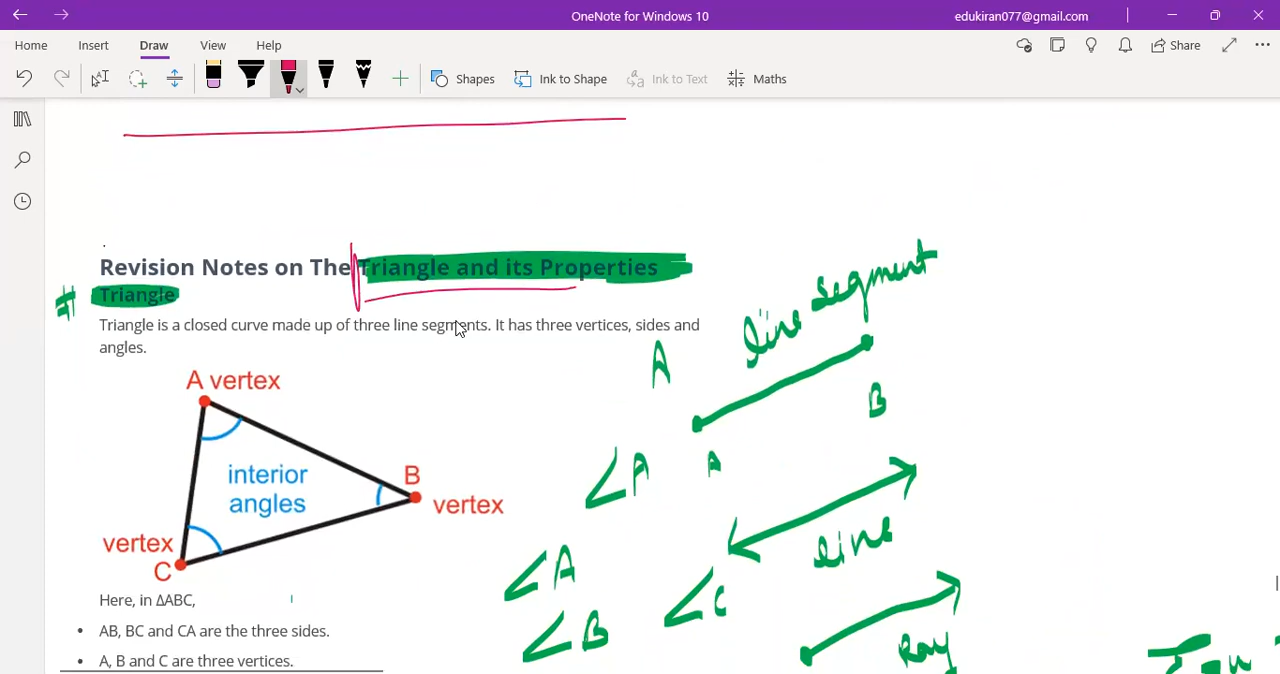 OneNote for Windows 10
edukiran077@gmail.com
Home Insert Draw View Help
Share
Shapes Ink to Shape Ink to Text Maths
Revision Notes on The Triangle and its Properties
# Triangle
Triangle is a closed curve made up of three line segments. It has three vertices, sides and
angles.
line segment
A
B
A
A vertex
interior
angles
B
vertex
vertex
C
∠A
line
∠A
∠C
∠B
Ray
Here, in ΔABC,
• AB, BC and CA are the three sides.
• A, B and C are three vertices.